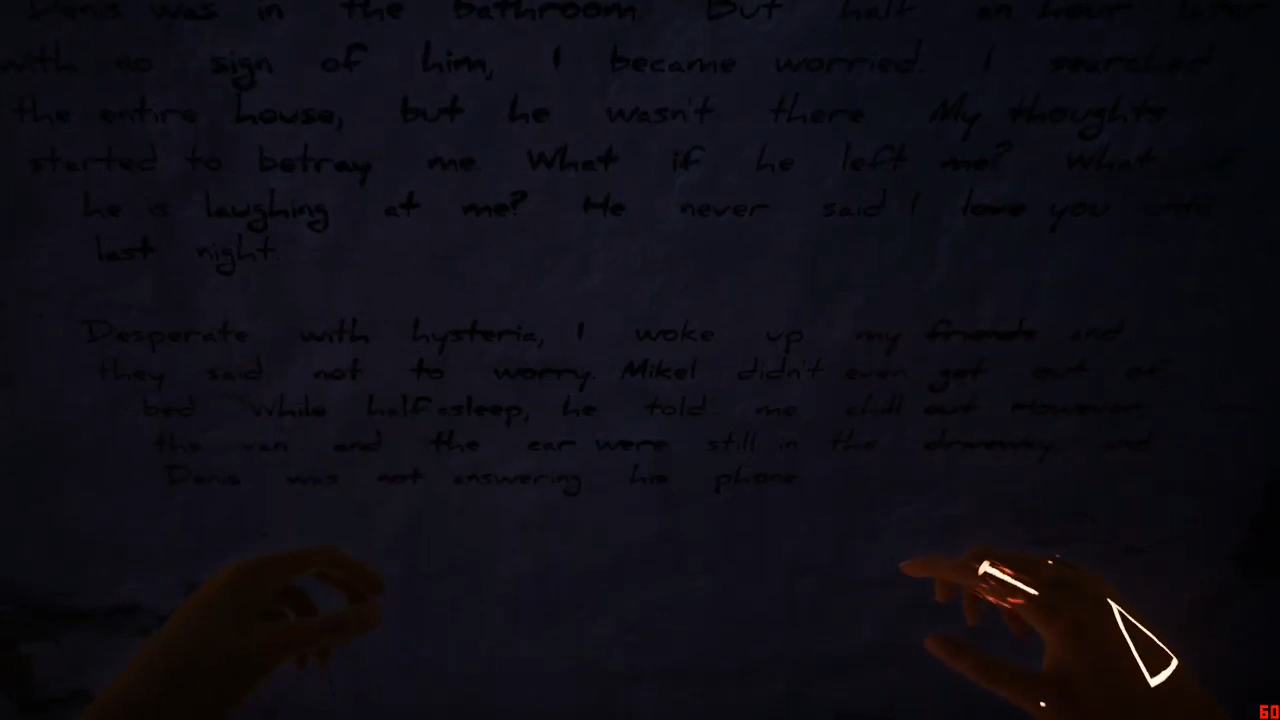 Denis was in the bathroom But half an hour later
with no sign of him, I became worried. I searched
the entire house, but he wasn't there My thoughts
started to betray me. What if he left me? What if
he is laughing at me? He never said I love you until
last night.
Desperate with hysteria, I woke up my friends and
they said not to worry. Mikel didn't even get out of
bed While half asleep, he told me chill out However,
the van and the car were still in the driveway and
Denis was not answering his phone
60